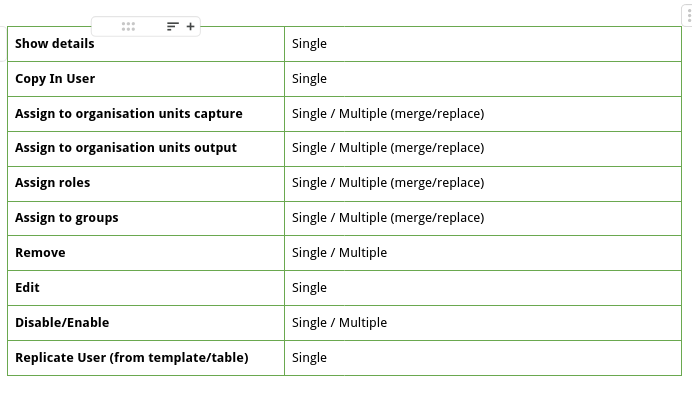 Show details Single
Copy In User Single
Assign to organisation units capture Single / Multiple (merge/replace)
Assign to organisation units output Single / Multiple (merge/replace)
Assign roles Single / Multiple (merge/replace)
Assign to groups Single / Multiple (merge/replace)
Remove Single / Multiple
Edit Single
Disable/Enable Single / Multiple
Replicate User (from template/table) Single